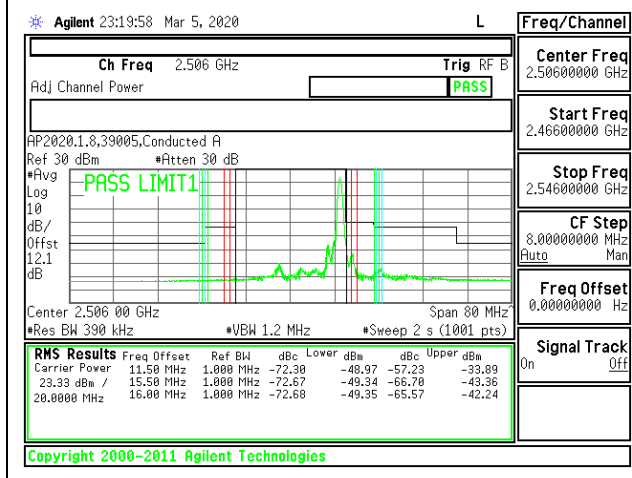 Agilent 23:19:58 Mar 5, 2020 L
Freq/Channel
Ch Freq 2.506 GHz Trig RF B
Adj Channel Power PASS
Center Freq
2.50600000 GHz
Start Freq
2.46600000 GHz
Stop Freq
2.54600000 GHz
CF Step
8.00000000 MHz
Auto Man
Freq Offset
0.00000000 Hz
Signal Track
On Off
AP2020.1.8,39005,Conducted A
Ref 30 dBm #Atten 30 dB
#Avg
Log
10
dB/
Offst
12.1
dB
PASS LIMIT1
Center 2.506 00 GHz Span 80 MHz^
#Res BW 390 kHz #VBW 1.2 MHz #Sweep 2 s (1001 pts)
RMS Results Freq Offset Ref BW dBc Lower dBm dBc Upper dBm
Carrier Power 11.50 MHz 1.000 MHz -72.30 -48.97 -57.23 -33.89
23.33 dBm / 15.50 MHz 1.000 MHz -72.67 -49.34 -66.70 -43.36
20.0000 MHz 16.00 MHz 1.000 MHz -72.68 -49.35 -65.57 -42.24
Copyright 2000-2011 Agilent Technologies